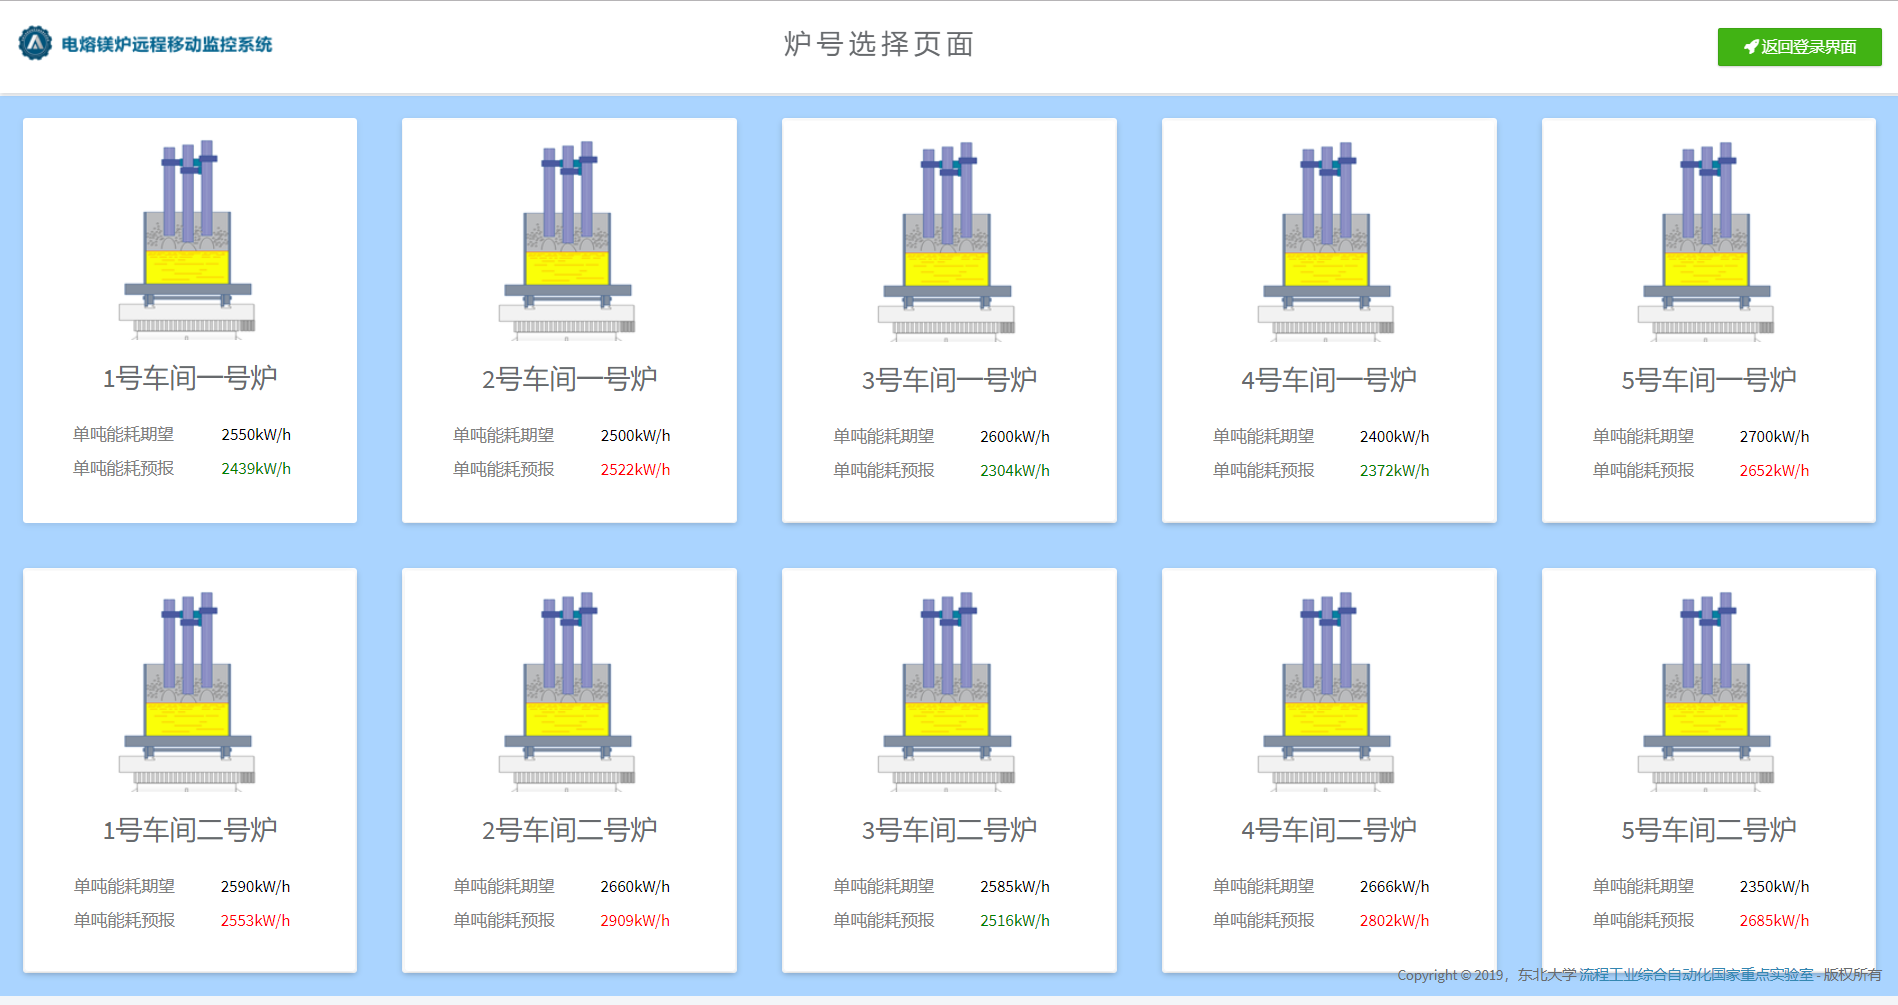 电熔镁炉远程移动监控系统
炉号选择页面
返回登录界面
1号车间一号炉
单吨能耗期望 2550kW/h
单吨能耗预报 2439kW/h
2号车间一号炉
单吨能耗期望 2500kW/h
单吨能耗预报 2522kW/h
3号车间一号炉
单吨能耗期望 2600kW/h
单吨能耗预报 2304kW/h
4号车间一号炉
单吨能耗期望 2400kW/h
单吨能耗预报 2372kW/h
5号车间一号炉
单吨能耗期望 2700kW/h
单吨能耗预报 2652kW/h
1号车间二号炉
单吨能耗期望 2590kW/h
单吨能耗预报 2553kW/h
2号车间二号炉
单吨能耗期望 2660kW/h
单吨能耗预报 2909kW/h
3号车间二号炉
单吨能耗期望 2585kW/h
单吨能耗预报 2516kW/h
4号车间二号炉
单吨能耗期望 2666kW/h
单吨能耗预报 2802kW/h
5号车间二号炉
单吨能耗期望 2350kW/h
单吨能耗预报 2685kW/h
Copyright © 2019，东北大学 流程工业综合自动化国家重点实验室 - 版权所有